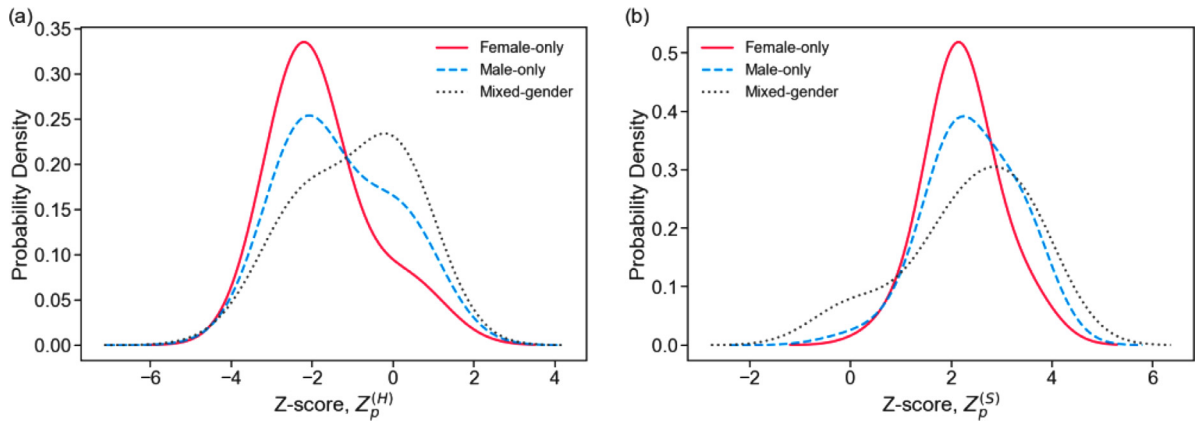 (a)
0.35
0.30
0.25
0.20
0.15
0.10
0.05
0.00
Probability Density
Female-only
Male-only
Mixed-gender
−6
−4
−2
0
2
4
Z-score, Z_p^(H)
(b)
0.5
0.4
0.3
0.2
0.1
0.0
Probability Density
Female-only
Male-only
Mixed-gender
−2
0
2
4
6
Z-score, Z_p^(S)